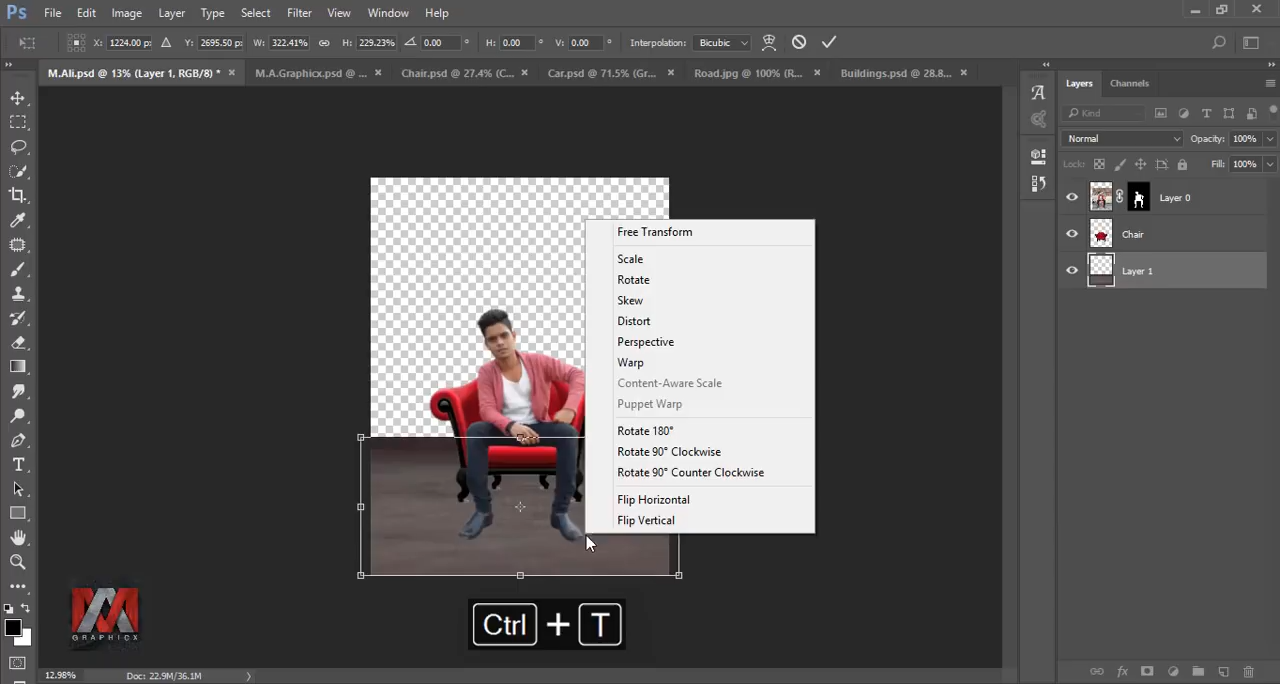 Ps File Edit Image Layer Type Select Filter View Window Help
X: 1224.00 px Y: 2695.50 px W: 322.41% H: 229.23% 0.00 ° H: 0.00 ° V: 0.00 ° Interpolation: Bicubic
M.Ali.psd @ 13% (Layer 1, RGB/8) * × M.A.Graphicx.psd @ ... × Chair.psd @ 27.4% (C... × Car.psd @ 71.5% (Gr... × Road.jpg @ 100% (R... × Buildings.psd @ 28.8... ×
Layers Channels
Kind
Normal Opacity: 100%
Lock: Fill: 100%
Layer 0
Chair
Layer 1
Free Transform
Scale
Rotate
Skew
Distort
Perspective
Warp
Content-Aware Scale
Puppet Warp
Rotate 180°
Rotate 90° Clockwise
Rotate 90° Counter Clockwise
Flip Horizontal
Flip Vertical
GRAPHICX
Ctrl + T
12.98% Doc: 22.9M/36.1M